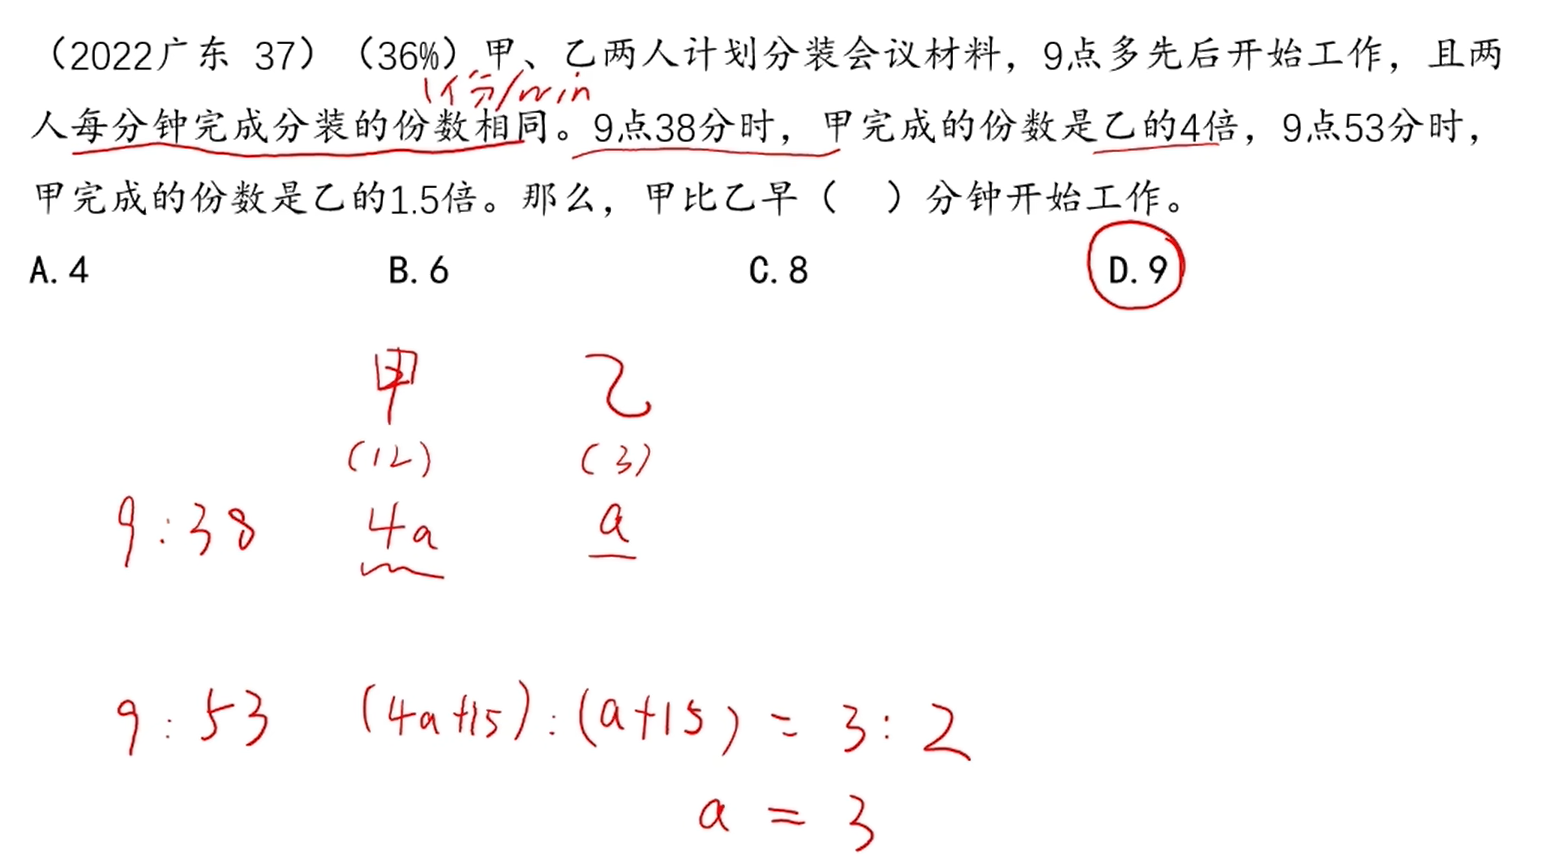 （2022广东 37）（36%）甲、乙两人计划分装会议材料，9点多先后开始工作，且两
1份/min
人每分钟完成分装的份数相同。9点38分时，甲完成的份数是乙的4倍，9点53分时，
甲完成的份数是乙的1.5倍。那么，甲比乙早（ ）分钟开始工作。
A. 4 B. 6 C. 8 D. 9
甲 乙
(12) (3)
9:38 4a a
9:53 (4a+15):(a+15) = 3:2
a = 3